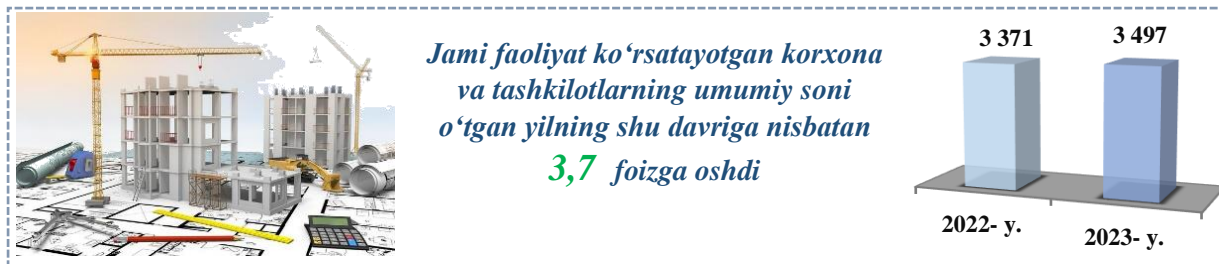 Jami faoliyat ko‘rsatayotgan korxona
va tashkilotlarning umumiy soni
o‘tgan yilning shu davriga nisbatan
3,7 foizga oshdi
3 371
3 497
2022- y.
2023- y.